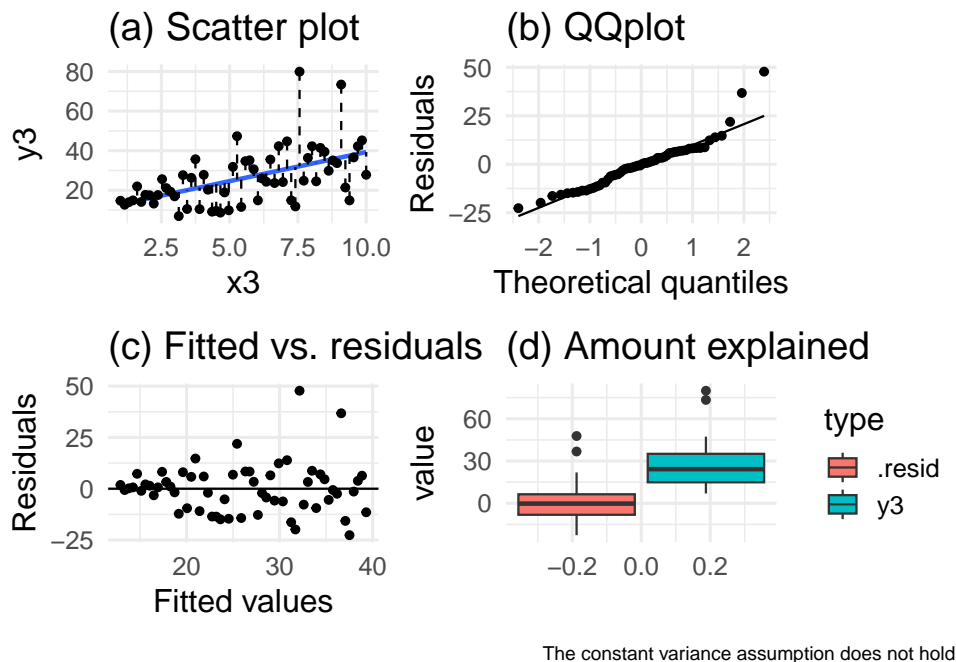 (a) Scatter plot
80
60
40
20
y3
2.5 5.0 7.5 10.0
x3
(b) QQplot
50
25
0
−25
Residuals
−2 −1 0 1 2
Theoretical quantiles
(c) Fitted vs. residuals
50
25
0
−25
Residuals
20 30 40
Fitted values
(d) Amount explained
60
30
0
value
−0.2 0.0 0.2
type
.resid
y3
The constant variance assumption does not hold